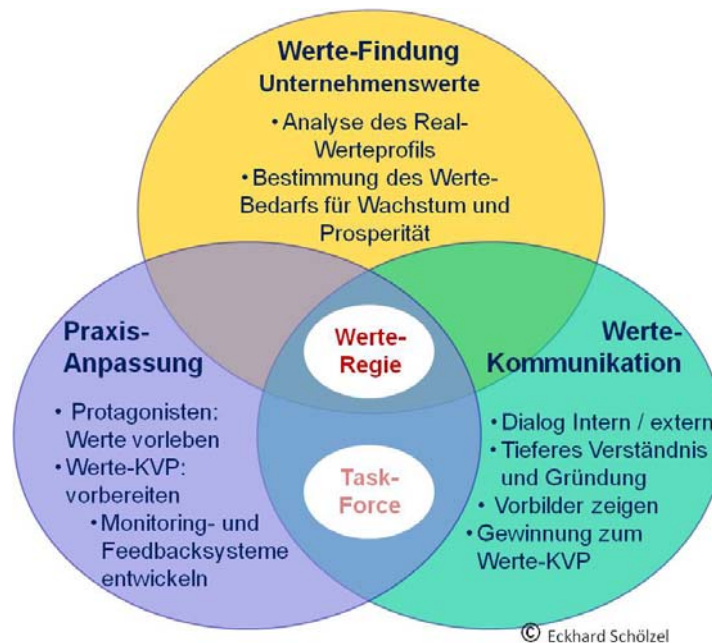 Werte-Findung
Unternehmenswerte
• Analyse des Real-
Werteprofils
• Bestimmung des Werte-
Bedarfs für Wachstum und
Prosperität
Werte-
Regie
Praxis-
Anpassung
• Protagonisten:
Werte vorleben
• Werte-KVP:
vorbereiten
• Monitoring- und
Feedbacksysteme
entwickeln
Task-
Force
Werte-
Kommunikation
• Dialog Intern / extern
• Tieferes Verständnis
und Gründung
• Vorbilder zeigen
• Gewinnung zum
Werte-KVP
© Eckhard Schölzel